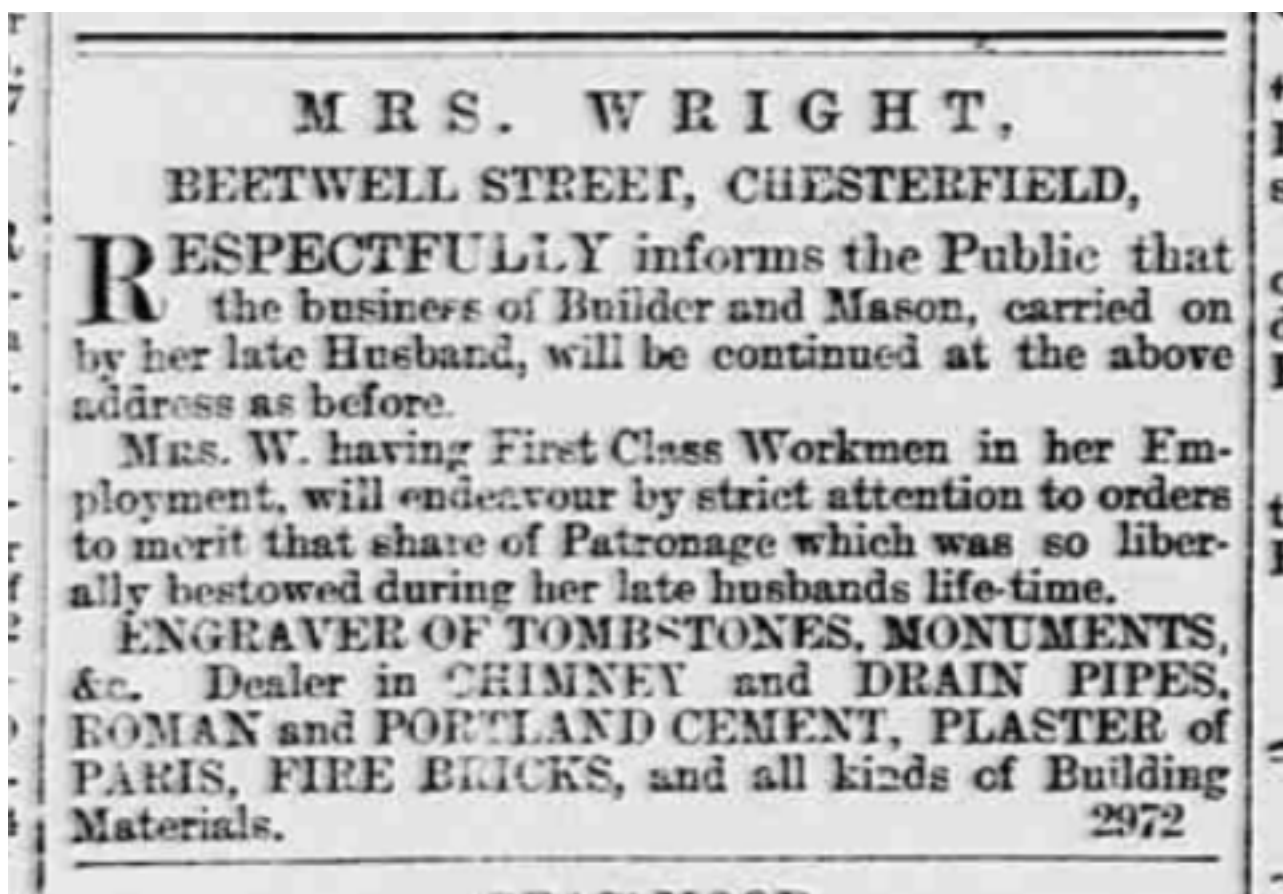 MRS. WRIGHT,
BEETWELL STREET, CHESTERFIELD,
RESPECTFULLY informs the Public that
the business of Builder and Mason, carried on
by her late Husband, will be continued at the above
address as before.
MRS. W. having First Class Workmen in her Em-
ployment, will endeavour by strict attention to orders
to merit that share of Patronage which was so liber-
ally bestowed during her late husbands life-time.
ENGRAVER OF TOMBSTONES, MONUMENTS,
&c. Dealer in CHIMNEY and DRAIN PIPES,
ROMAN and PORTLAND CEMENT, PLASTER of
PARIS, FIRE BRICKS, and all kinds of Building
Materials. 2972